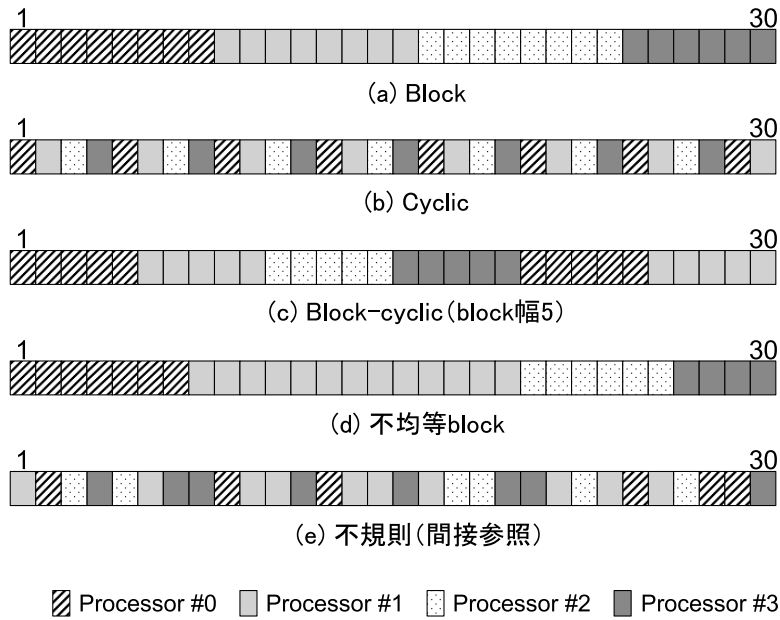 1 30
(a) Block
1 30
(b) Cyclic
1 30
(c) Block-cyclic(block幅5)
1 30
(d) 不均等block
1 30
(e) 不規則(間接参照)
Processor #0 Processor #1 Processor #2 Processor #3